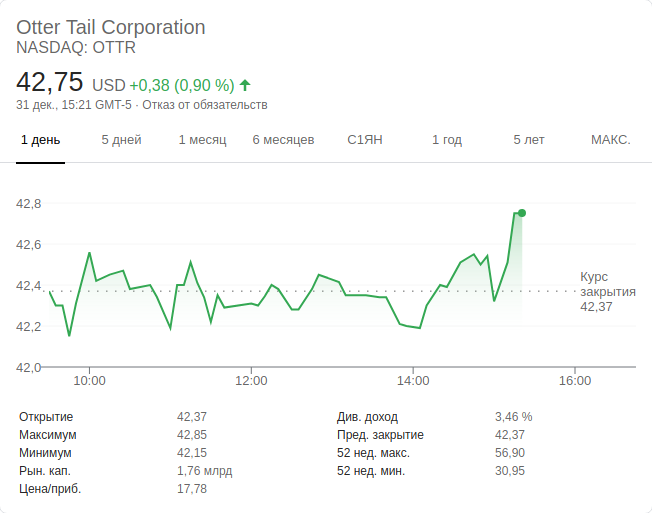 Otter Tail Corporation
NASDAQ: OTTR
42,75 USD +0,38 (0,90 %)
31 дек., 15:21 GMT-5 · Отказ от обязательств
1 день 5 дней 1 месяц 6 месяцев С1ЯН 1 год 5 лет МАКС.
42,8
42,6
42,4
42,2
42,0
Курс
закрытия
42,37
10:00 12:00 14:00 16:00
Открытие 42,37 Див. доход 3,46 %
Максимум 42,85 Пред. закрытие 42,37
Минимум 42,15 52 нед. макс. 56,90
Рын. кап. 1,76 млрд 52 нед. мин. 30,95
Цена/приб. 17,78